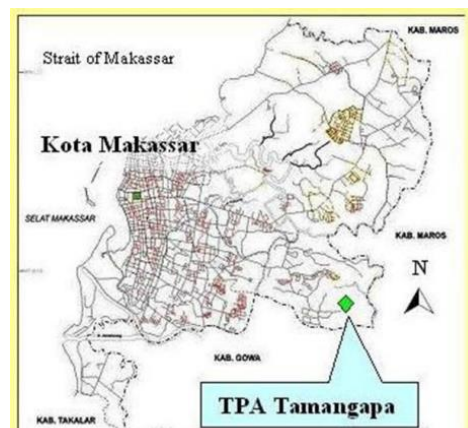 KAB. MAROS
Strait of Makassar
Kota Makassar
SELAT MAKASSAR
KAB. MAROS
N
KAB. GOWA
TPA Tamangapa
KAB. TAKALAR